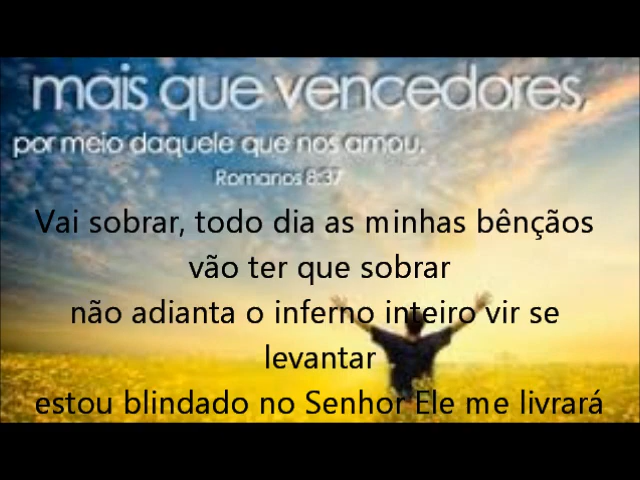 mais que vencedores,
por meio daquele que nos amou.
Romanos 8:37
Vai sobrar, todo dia as minhas bênçãos
vão ter que sobrar
não adianta o inferno inteiro vir se
levantar
estou blindado no Senhor Ele me livrará